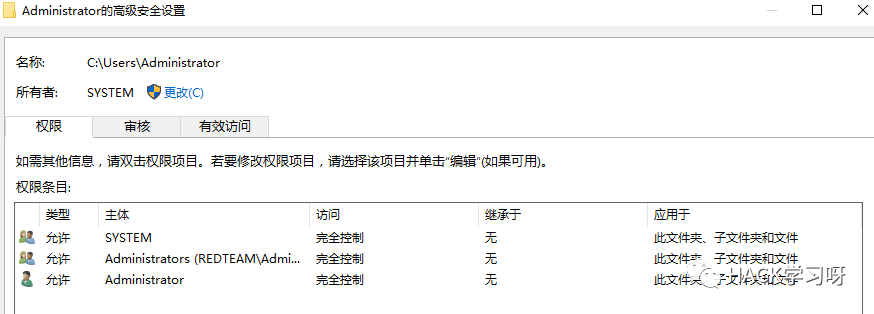 Administrator的高级安全设置
名称: C:\Users\Administrator
所有者: SYSTEM 更改(C)
权限 审核 有效访问
如需其他信息，请双击权限项目。若要修改权限项目，请选择该项目并单击"编辑"(如果可用)。
权限条目:
类型 主体 访问 继承于 应用于
允许 SYSTEM 完全控制 无 此文件夹、子文件夹和文件
允许 Administrators (REDTEAM\Admi... 完全控制 无 此文件夹、子文件夹和文件
允许 Administrator 完全控制 无 此文件夹、子文件夹和文件
HACK学习呀